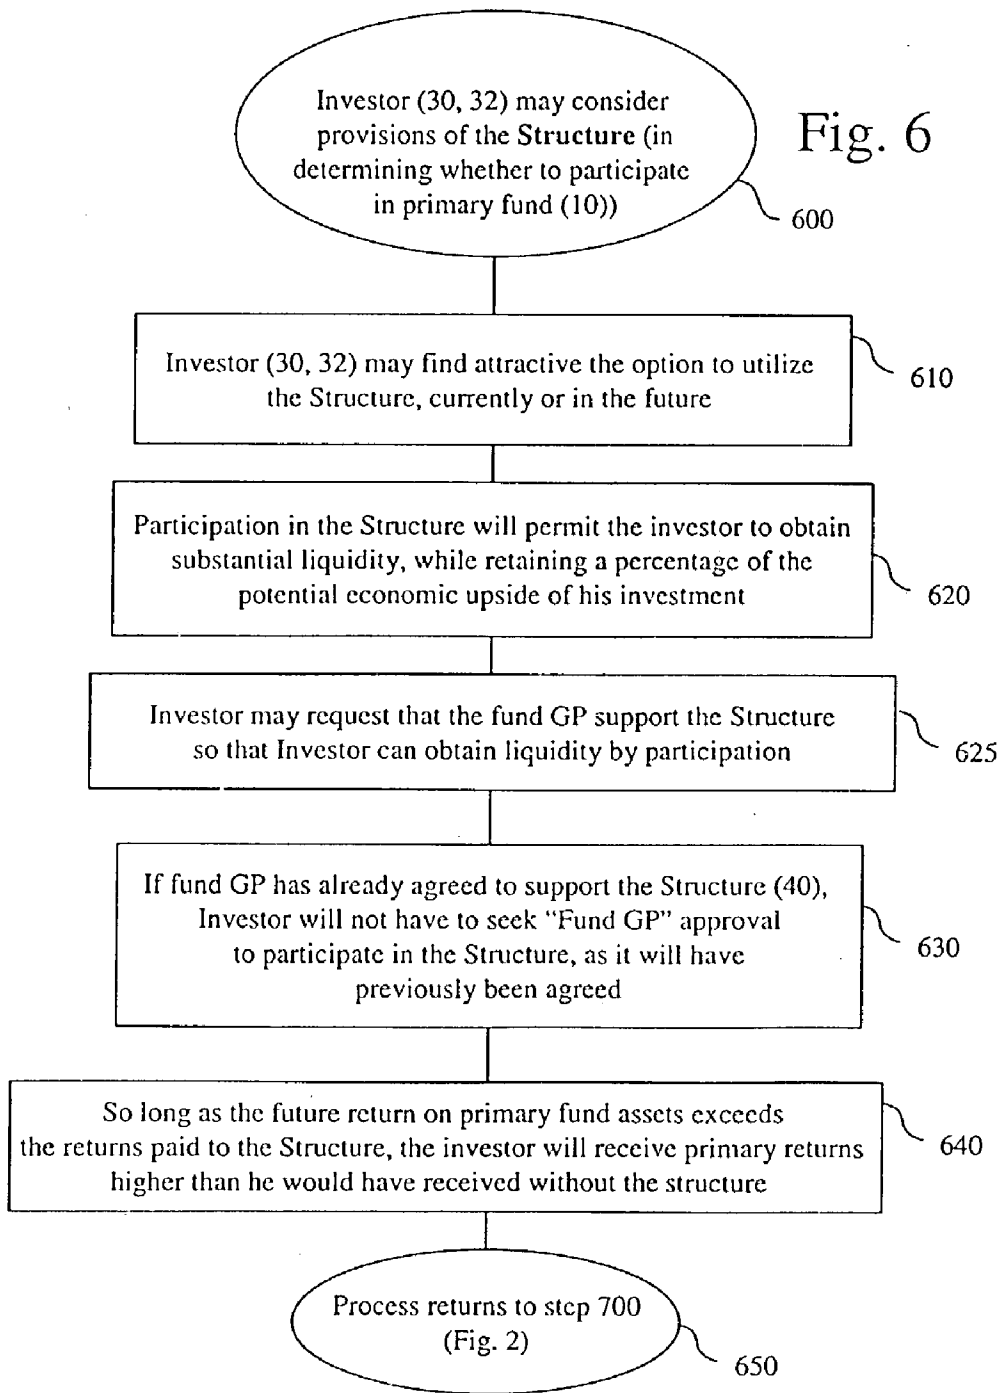 Investor (30, 32) may consider
provisions of the Structure (in
determining whether to participate
in primary fund (10))
Fig. 6
600
Investor (30, 32) may find attractive the option to utilize
the Structure, currently or in the future
610
Participation in the Structure will permit the investor to obtain
substantial liquidity, while retaining a percentage of the
potential economic upside of his investment
620
Investor may request that the fund GP support the Structure
so that Investor can obtain liquidity by participation
625
If fund GP has already agreed to support the Structure (40),
Investor will not have to seek “Fund GP” approval
to participate in the Structure, as it will have
previously been agreed
630
So long as the future return on primary fund assets exceeds
the returns paid to the Structure, the investor will receive primary returns
higher than he would have received without the structure
640
Process returns to step 700
(Fig. 2)
650